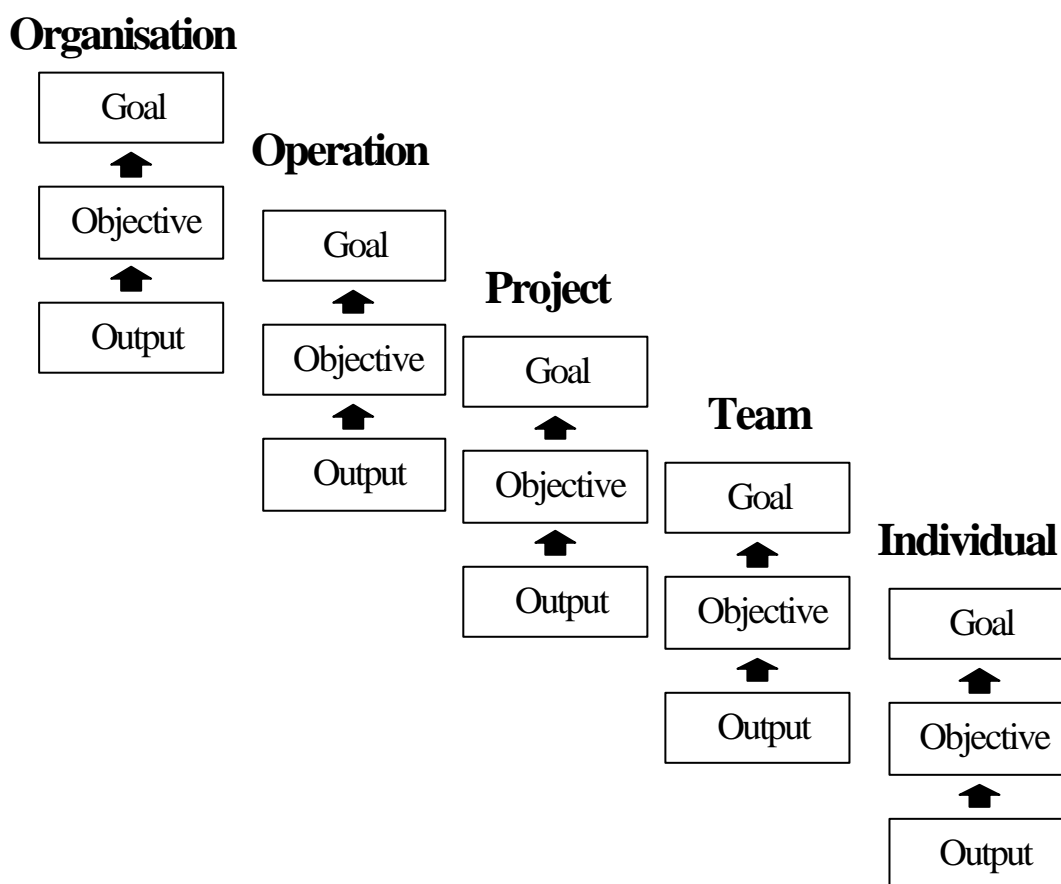 Organisation
Goal
Objective
Output
Operation
Goal
Objective
Output
Project
Goal
Objective
Output
Team
Goal
Objective
Output
Individual
Goal
Objective
Output